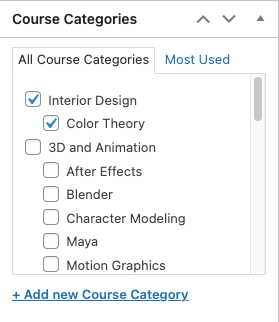 Course Categories
All Course Categories Most Used
Interior Design
Color Theory
3D and Animation
After Effects
Blender
Character Modeling
Maya
Motion Graphics
+ Add new Course Category